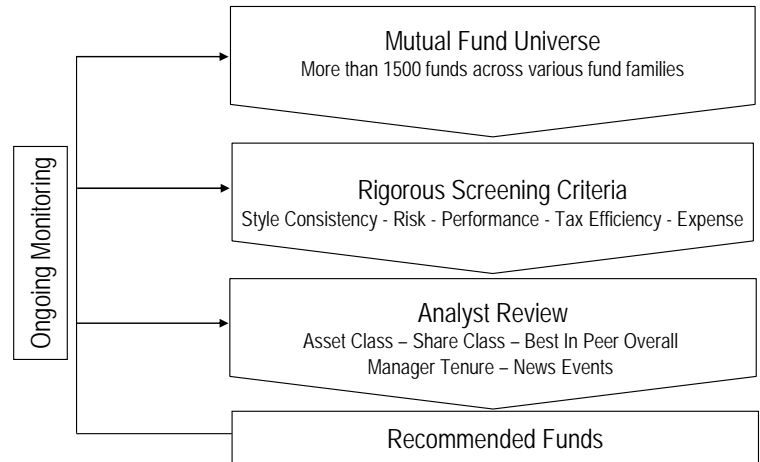 Mutual Fund Universe
More than 1500 funds across various fund families
Ongoing Monitoring
Rigorous Screening Criteria
Style Consistency - Risk - Performance - Tax Efficiency - Expense
Analyst Review
Asset Class – Share Class – Best In Peer Overall
Manager Tenure – News Events
Recommended Funds